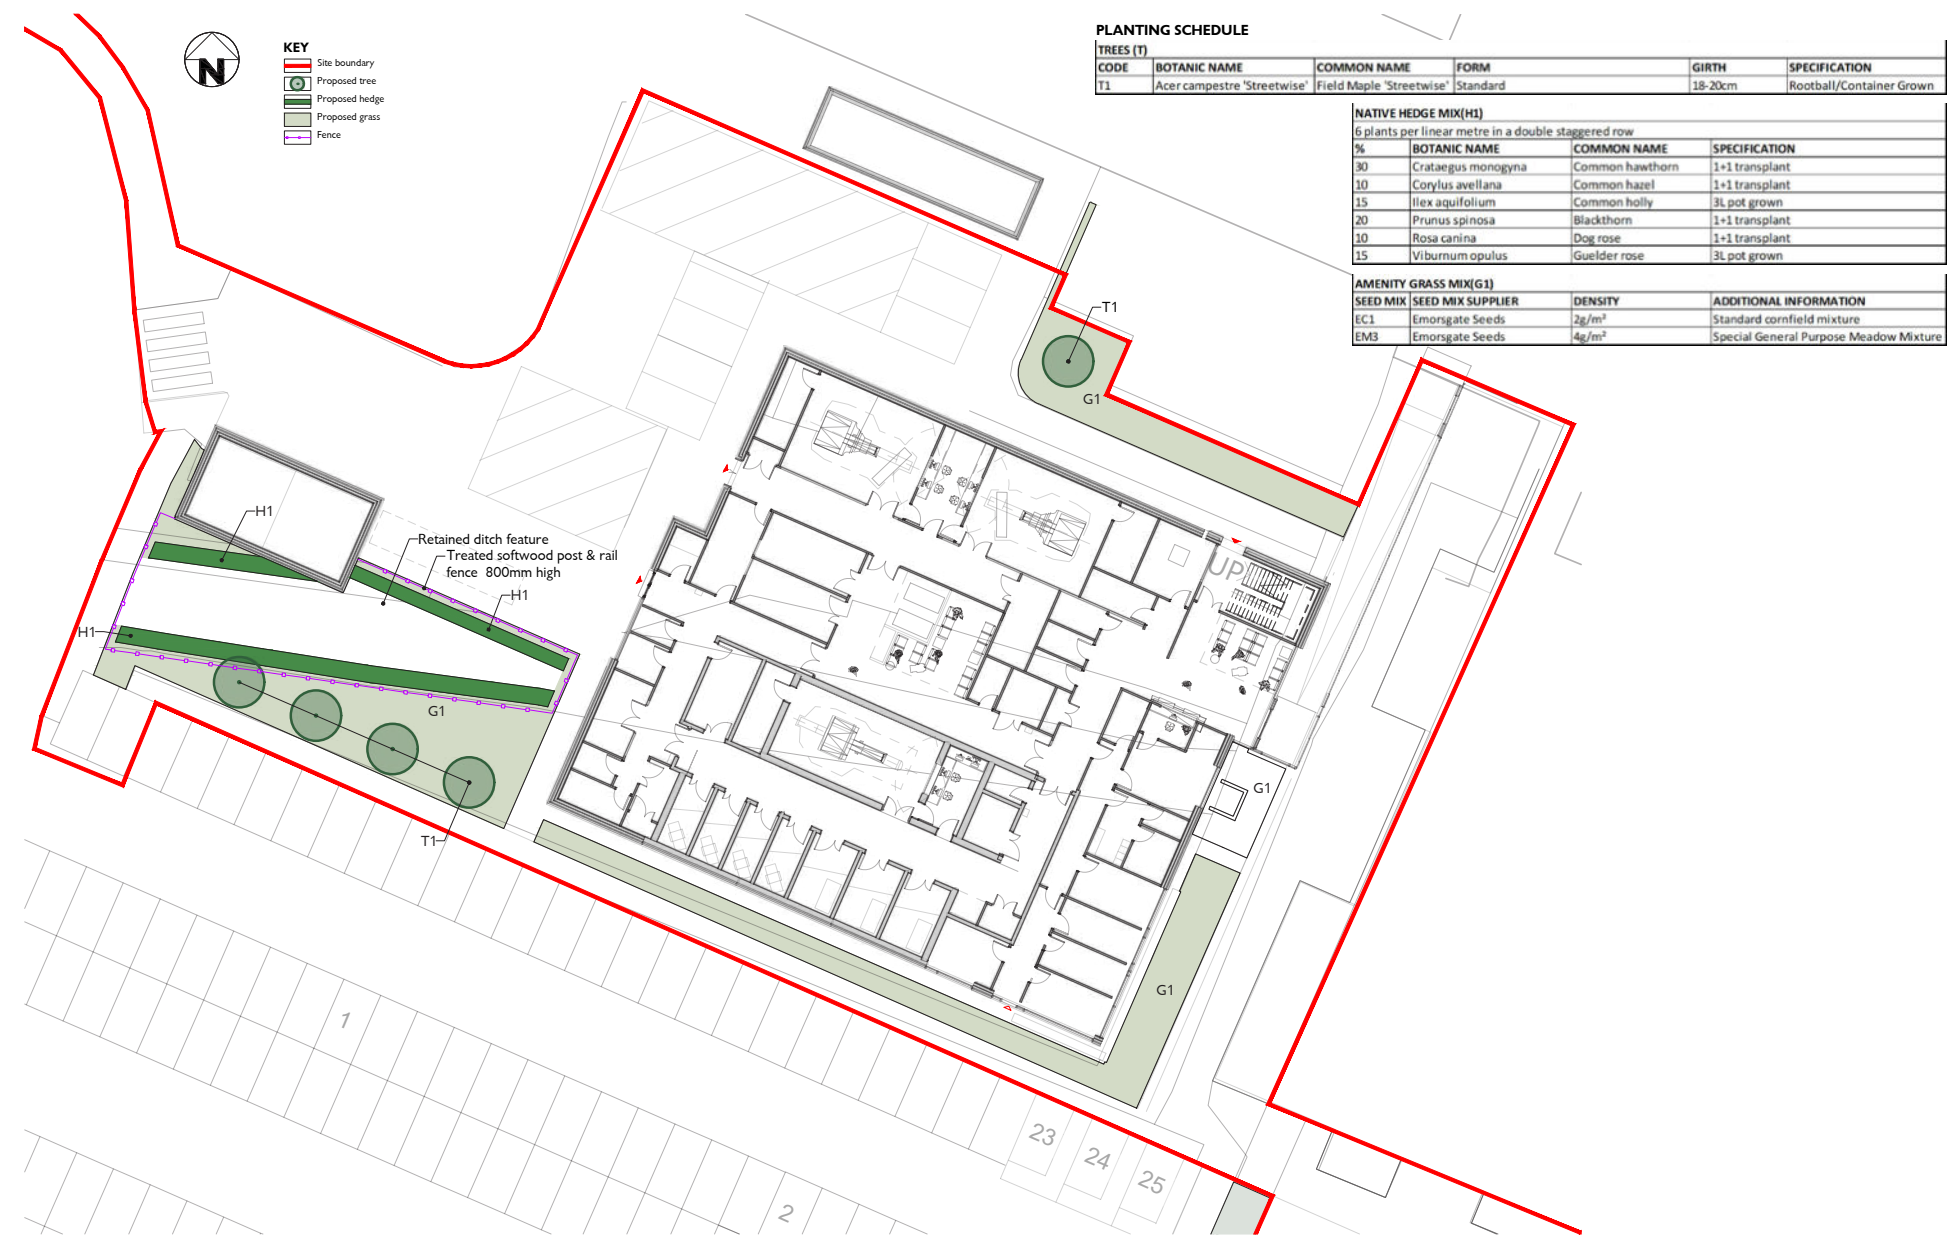 N
KEY
Site boundary
Proposed tree
Proposed hedge
Proposed grass
Fence
PLANTING SCHEDULE
TREES (T)
CODE BOTANIC NAME COMMON NAME FORM GIRTH SPECIFICATION
T1 Acer campestre 'Streetwise' Field Maple 'Streetwise' Standard 18-20cm Rootball/Container Grown
NATIVE HEDGE MIX(H1)
6 plants per linear metre in a double staggered row
% BOTANIC NAME COMMON NAME SPECIFICATION
30 Crataegus monogyna Common hawthorn 1+1 transplant
10 Corylus avellana Common hazel 1+1 transplant
15 Ilex aquifolium Common holly 3L pot grown
20 Prunus spinosa Blackthorn 1+1 transplant
10 Rosa canina Dog rose 1+1 transplant
15 Viburnum opulus Guelder rose 3L pot grown
AMENITY GRASS MIX(G1)
SEED MIX SEED MIX SUPPLIER DENSITY ADDITIONAL INFORMATION
EC1 Emorsgate Seeds 2g/m² Standard cornfield mixture
EM3 Emorsgate Seeds 4g/m² Special General Purpose Meadow Mixture
T1
G1
H1
Retained ditch feature
Treated softwood post & rail
fence 800mm high
UP
H1
H1
G1
G1
T1
G1
1
23
24
25
2